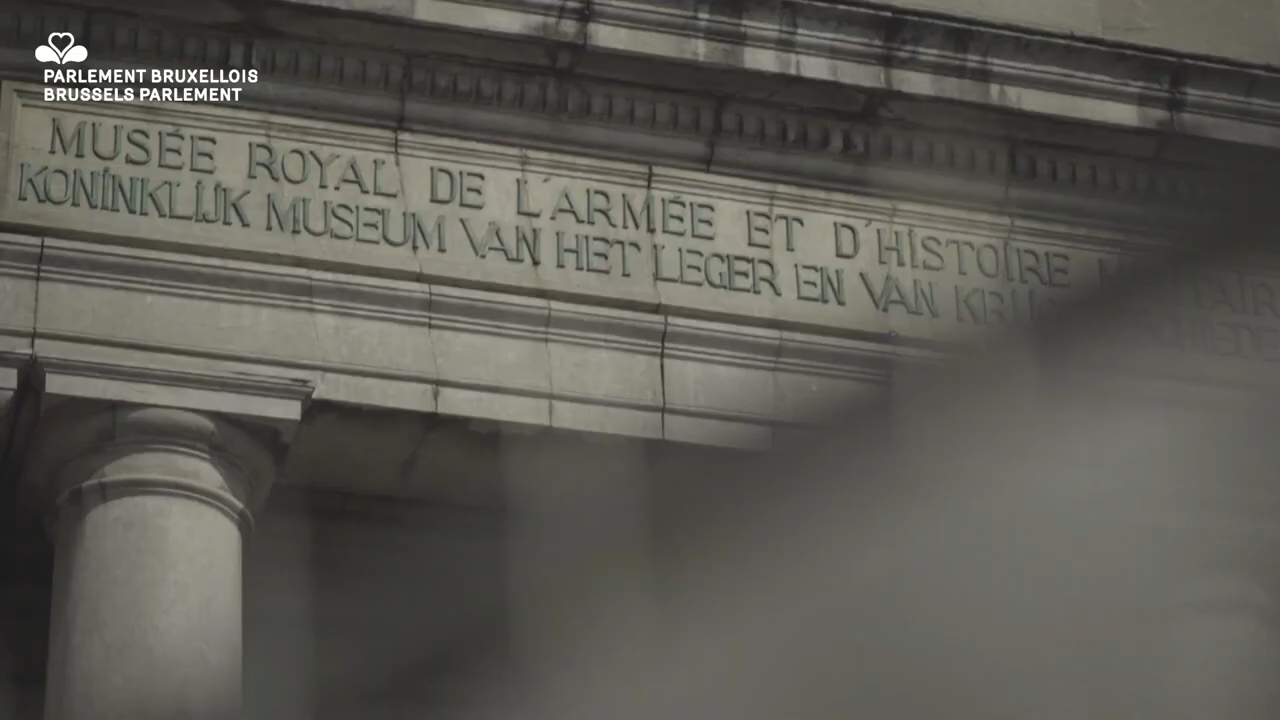 PARLEMENT BRUXELLOIS
BRUSSELS PARLEMENT
MUSÉE ROYAL DE L'ARMÉE ET D'HISTOIRE
KONINKLIJK MUSEUM VAN HET LEGER EN VAN